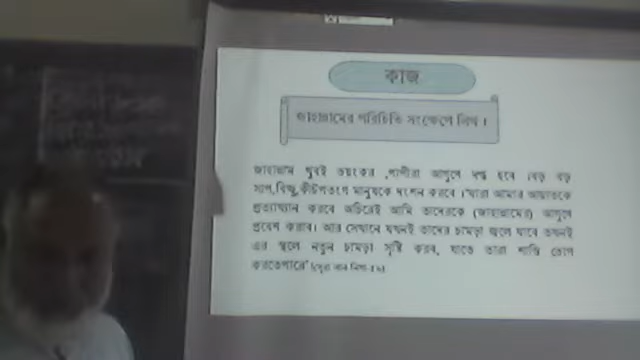 কাজ
জাহান্নামের পরিচিতি সংক্ষেপে লিখ ।
জাহান্নাম খুবই ভয়ংকর ,পাপীরা আগুনে দগ্ধ হবে ।বড় বড়
সাপ,বিচ্ছু,কীটপতংগ মানুষকে দংশন করবে ।"যারা আমার আয়াতকে
প্রত্যাখ্যান করবে অচিরেই আমি তাদেরকে (জাহান্নামের) আগুনে
প্রবেশ করাব। আর সেখানে যখনই তাদের চামড়া জ্বলে যাবে তখনই
এর স্থলে নতুন চামড়া সৃষ্টি করব, যাতে তারা শাস্তি ভোগ
করতেপারে"